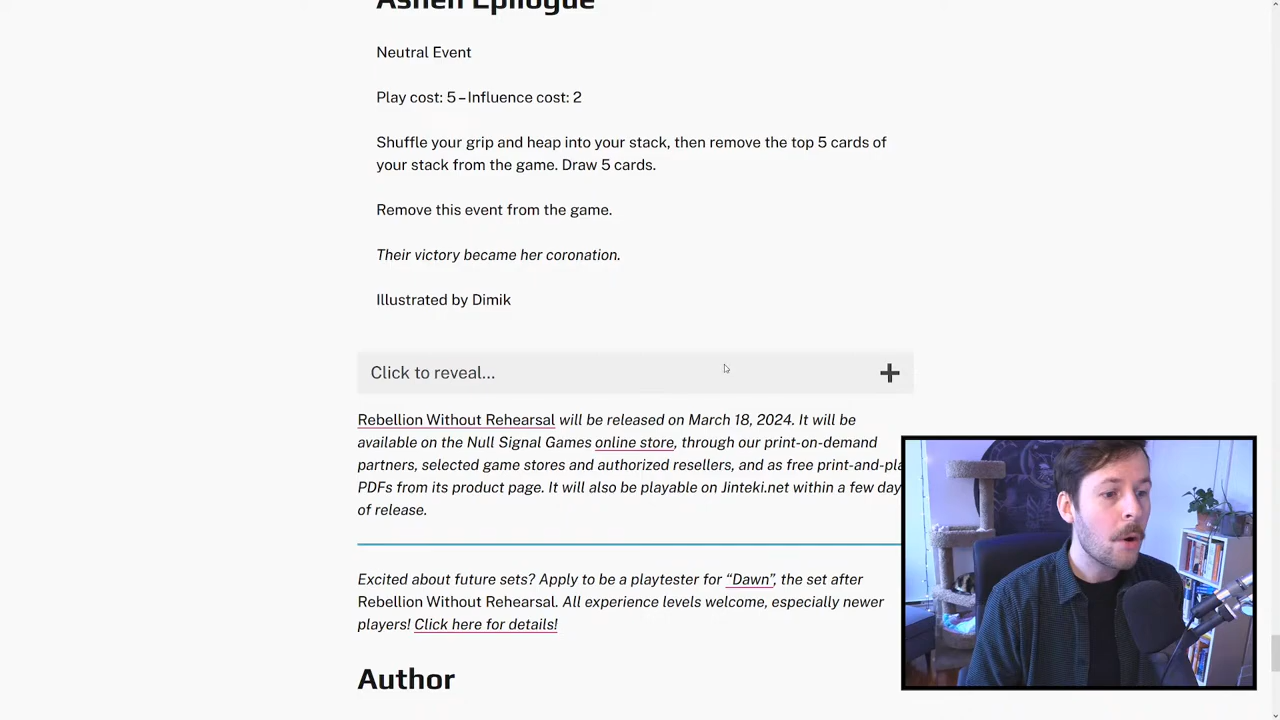 Ashen Epilogue
Neutral Event
Play cost: 5 – Influence cost: 2
Shuffle your grip and heap into your stack, then remove the top 5 cards of
your stack from the game. Draw 5 cards.
Remove this event from the game.
Their victory became her coronation.
Illustrated by Dimik
Click to reveal...
Rebellion Without Rehearsal will be released on March 18, 2024. It will be
available on the Null Signal Games online store, through our print-on-demand
partners, selected game stores and authorized resellers, and as free print-and-pla
PDFs from its product page. It will also be playable on Jinteki.net within a few day
of release.
Excited about future sets? Apply to be a playtester for “Dawn”, the set after
Rebellion Without Rehearsal. All experience levels welcome, especially newer
players! Click here for details!
Author